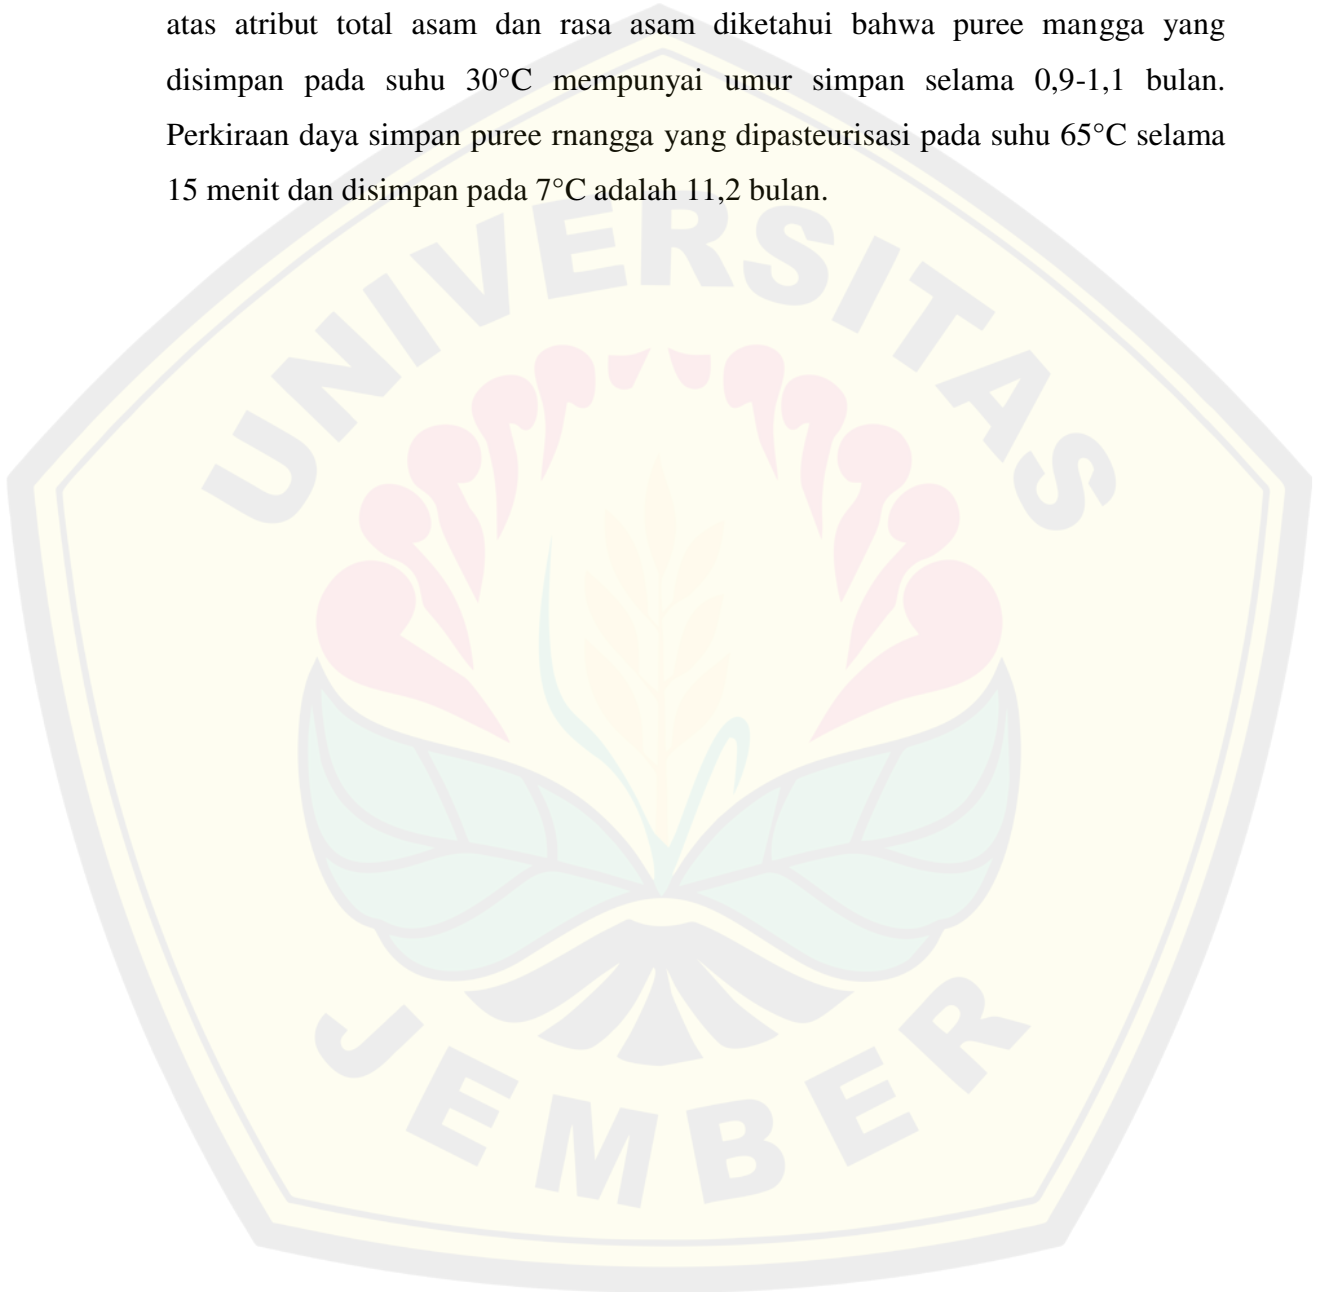 atas atribut total asam dan rasa asam diketahui bahwa puree mangga yang
disimpan pada suhu 30°C mempunyai umur simpan selama 0,9-1,1 bulan.
Perkiraan daya simpan puree rnangga yang dipasteurisasi pada suhu 65°C selama
15 menit dan disimpan pada 7°C adalah 11,2 bulan.
UNIVERSITAS
JEMBER